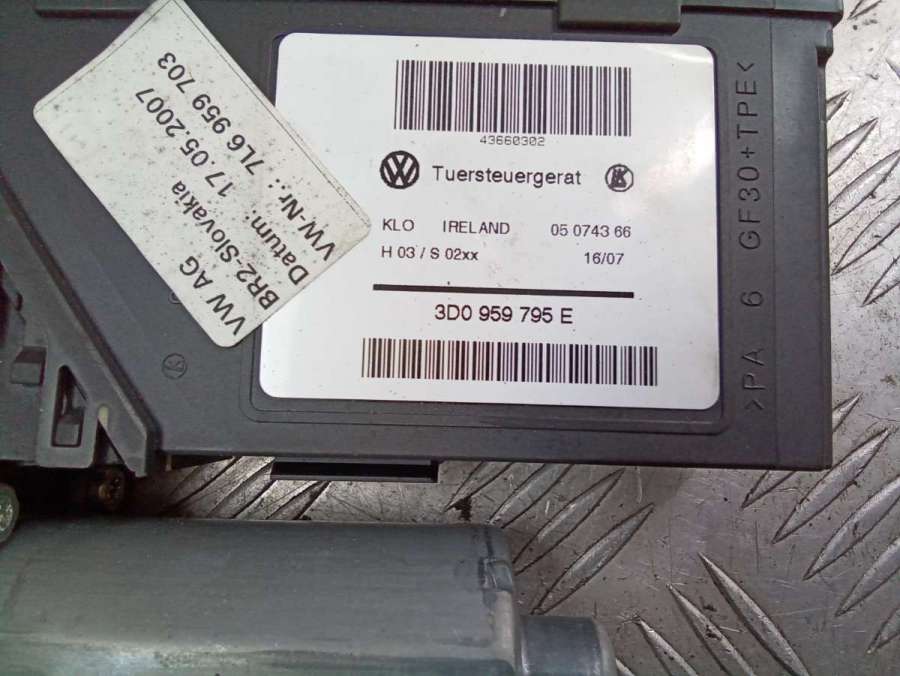 VW AG
BR2-Slovakia
Datum: 17.05.2007
VW-Nr.: 7L6 959 703
43660302
Tuersteuergerat
KLO IRELAND 05 0743 66
H 03 / S 02xx 16/07
3D0 959 795 E
>PA 6 GF30+TPE<